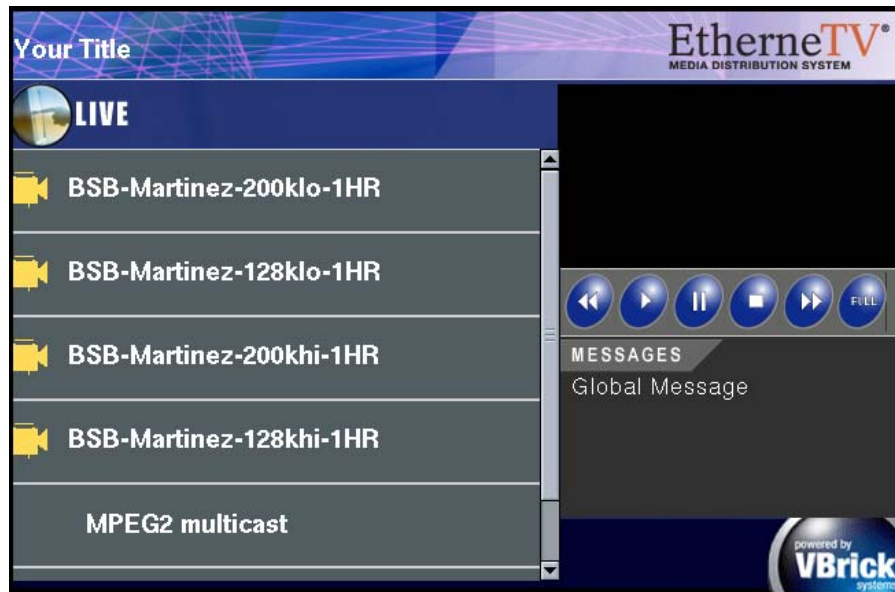 Your Title
EtherneTV®
MEDIA DISTRIBUTION SYSTEM
LIVE
BSB-Martinez-200klo-1HR
BSB-Martinez-128klo-1HR
BSB-Martinez-200khi-1HR
BSB-Martinez-128khi-1HR
MPEG2 multicast
FULL
MESSAGES
Global Message
powered by
VBrick
systems